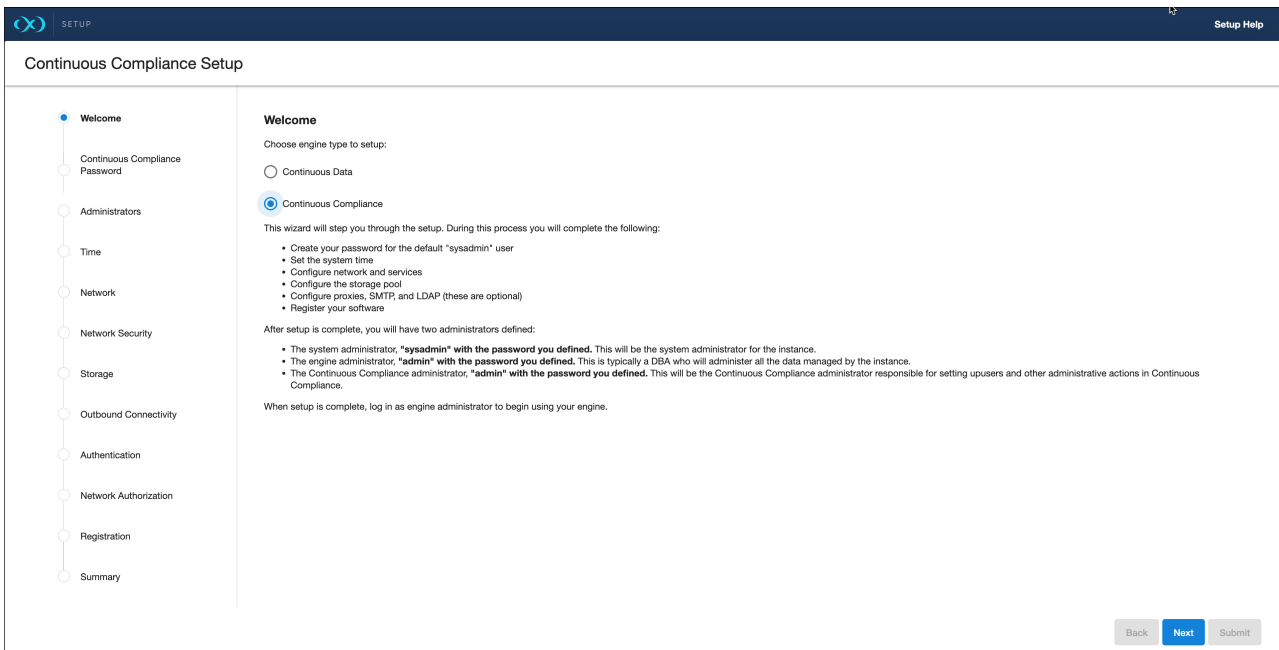 SETUP
Setup Help
Continuous Compliance Setup
Welcome
Continuous Compliance
Password
Administrators
Time
Network
Network Security
Storage
Outbound Connectivity
Authentication
Network Authorization
Registration
Summary
Welcome
Choose engine type to setup:
Continuous Data
Continuous Compliance
This wizard will step you through the setup. During this process you will complete the following:
• Create your password for the default "sysadmin" user
• Set the system time
• Configure network and services
• Configure the storage pool
• Configure proxies, SMTP, and LDAP (these are optional)
• Register your software
After setup is complete, you will have two administrators defined:
• The system administrator, "sysadmin" with the password you defined. This will be the system administrator for the instance.
• The engine administrator, "admin" with the password you defined. This is typically a DBA who will administer all the data managed by the instance.
• The Continuous Compliance administrator, "admin" with the password you defined. This will be the Continuous Compliance administrator responsible for setting upusers and other administrative actions in Continuous
Compliance.
When setup is complete, log in as engine administrator to begin using your engine.
Back
Next
Submit